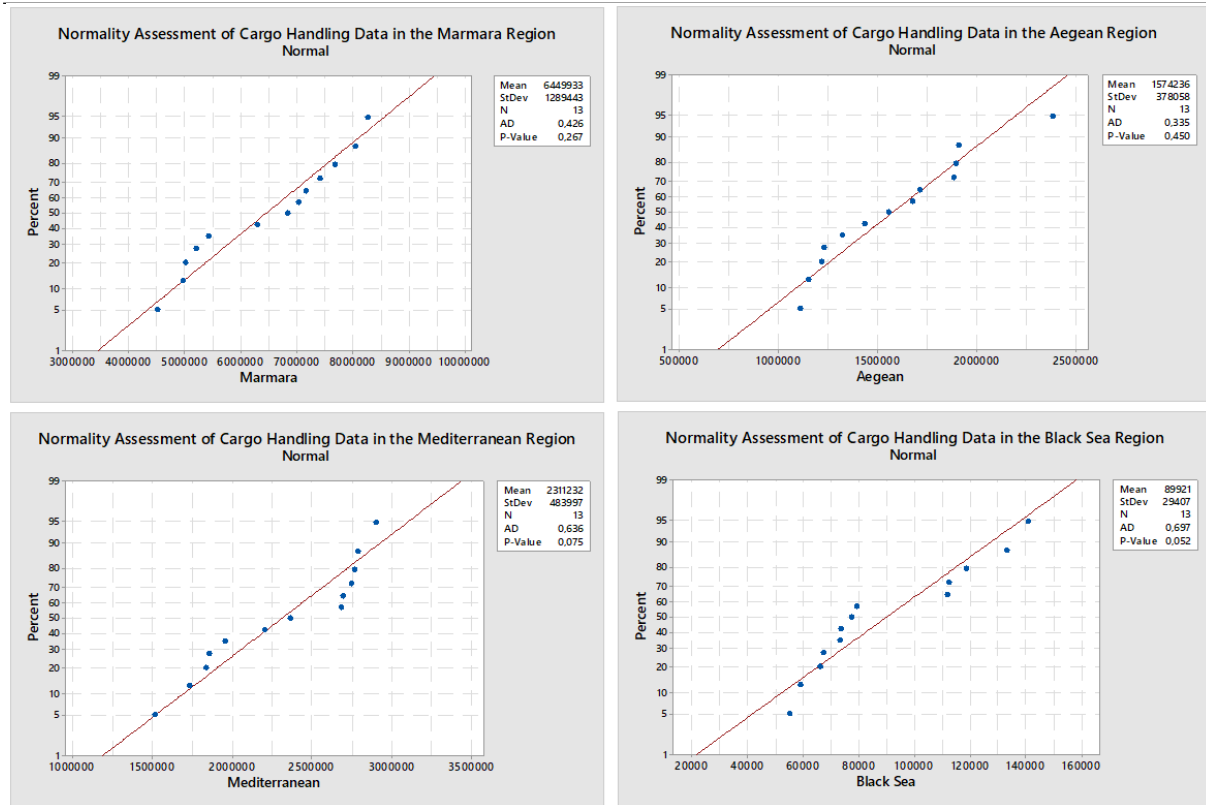 Normality Assessment of Cargo Handling Data in the Marmara Region
Normal
99
95
90
80
70
60
50
40
30
20
10
5
1
Percent
3000000 4000000 5000000 6000000 7000000 8000000 9000000 10000000
Marmara
Mean 6449933
StDev 1289443
N 13
AD 0,426
P-Value 0,267
Normality Assessment of Cargo Handling Data in the Aegean Region
Normal
99
95
90
80
70
60
50
40
30
20
10
5
1
Percent
500000 1000000 1500000 2000000 2500000
Aegean
Mean 1574236
StDev 378058
N 13
AD 0,335
P-Value 0,450
Normality Assessment of Cargo Handling Data in the Mediterranean Region
Normal
99
95
90
80
70
60
50
40
30
20
10
5
1
Percent
1000000 1500000 2000000 2500000 3000000 3500000
Mediterranean
Mean 2311232
StDev 483997
N 13
AD 0,636
P-Value 0,075
Normality Assessment of Cargo Handling Data in the Black Sea Region
Normal
99
95
90
80
70
60
50
40
30
20
10
5
1
Percent
20000 40000 60000 80000 100000 120000 140000 160000
Black Sea
Mean 89921
StDev 29407
N 13
AD 0,697
P-Value 0,052